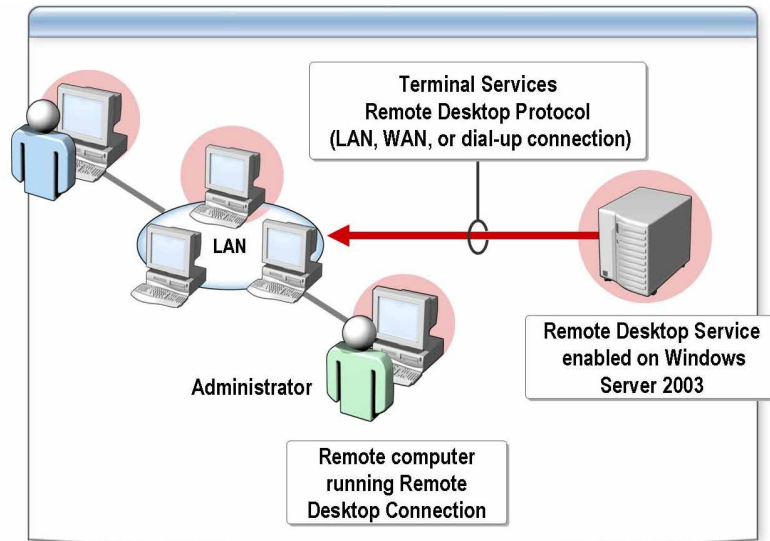 Terminal Services
Remote Desktop Protocol
(LAN, WAN, or dial-up connection)
LAN
Remote Desktop Service
enabled on Windows
Server 2003
Administrator
Remote computer
running Remote
Desktop Connection